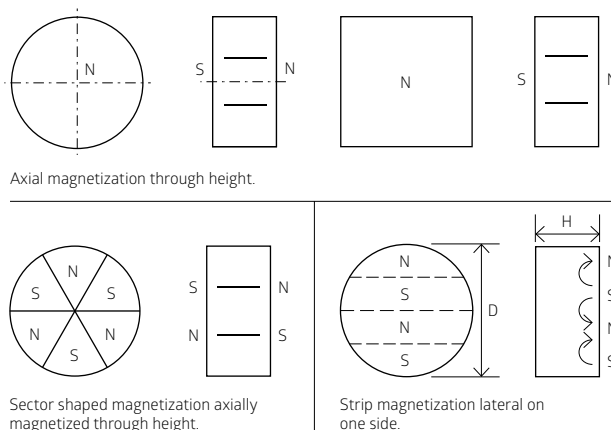 N
S
N
N
S
N
Axial magnetization through height.
N
S
S
N
N
S
S
N
N
S
N
S
N
S
D
H
N
S
N
S
Sector shaped magnetization axially
magnetized through height.
Strip magnetization lateral on
one side.